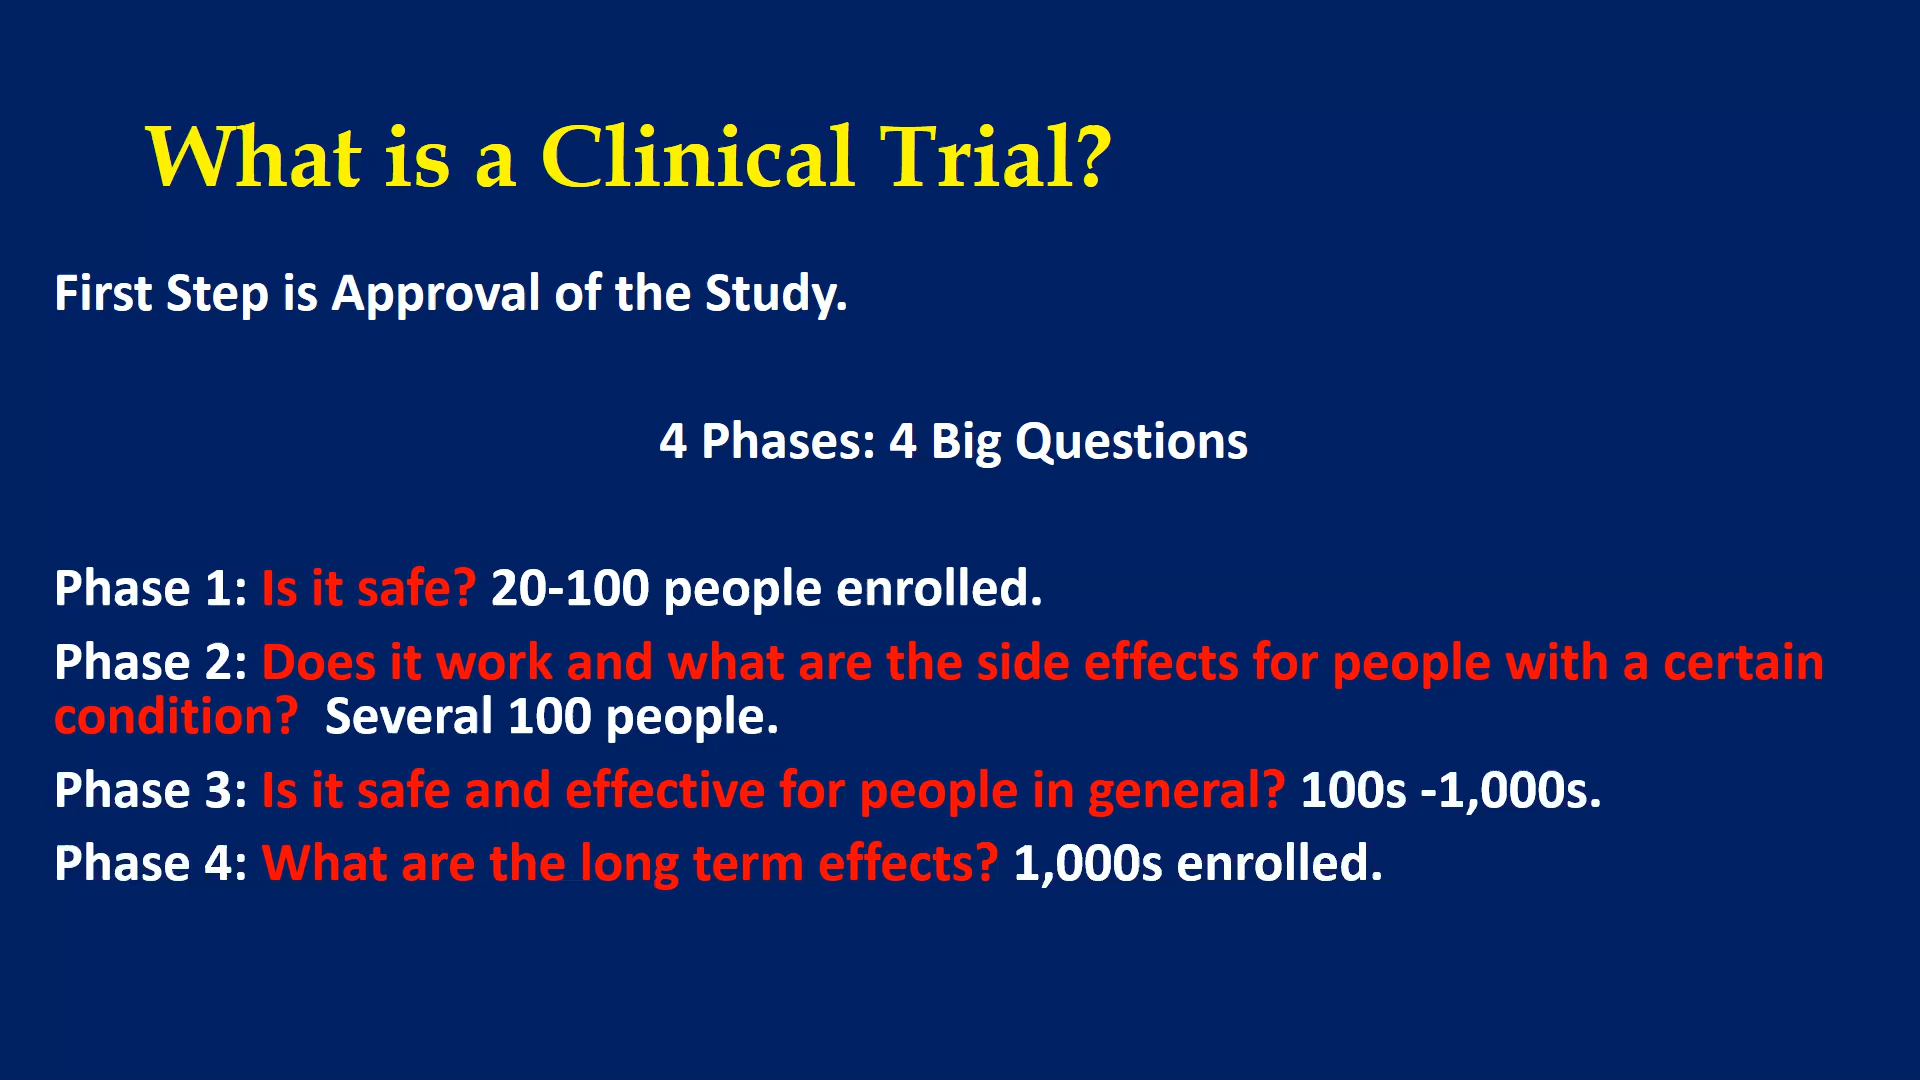 What is a Clinical Trial?
First Step is Approval of the Study.
4 Phases: 4 Big Questions
Phase 1: Is it safe? 20-100 people enrolled.
Phase 2: Does it work and what are the side effects for people with a certain
condition?  Several 100 people.
Phase 3: Is it safe and effective for people in general? 100s -1,000s.
Phase 4: What are the long term effects? 1,000s enrolled.